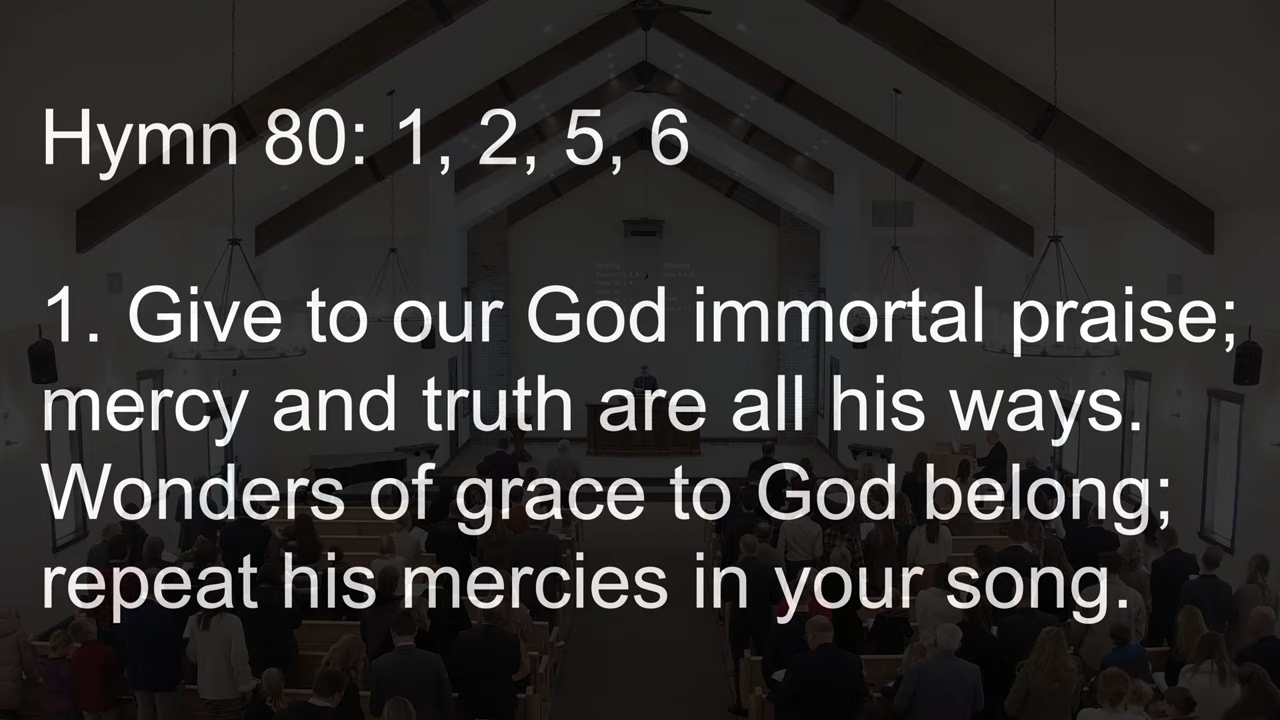 Hymn 80: 1, 2, 5, 6
1. Give to our God immortal praise;
mercy and truth are all his ways.
Wonders of grace to God belong;
repeat his mercies in your song.